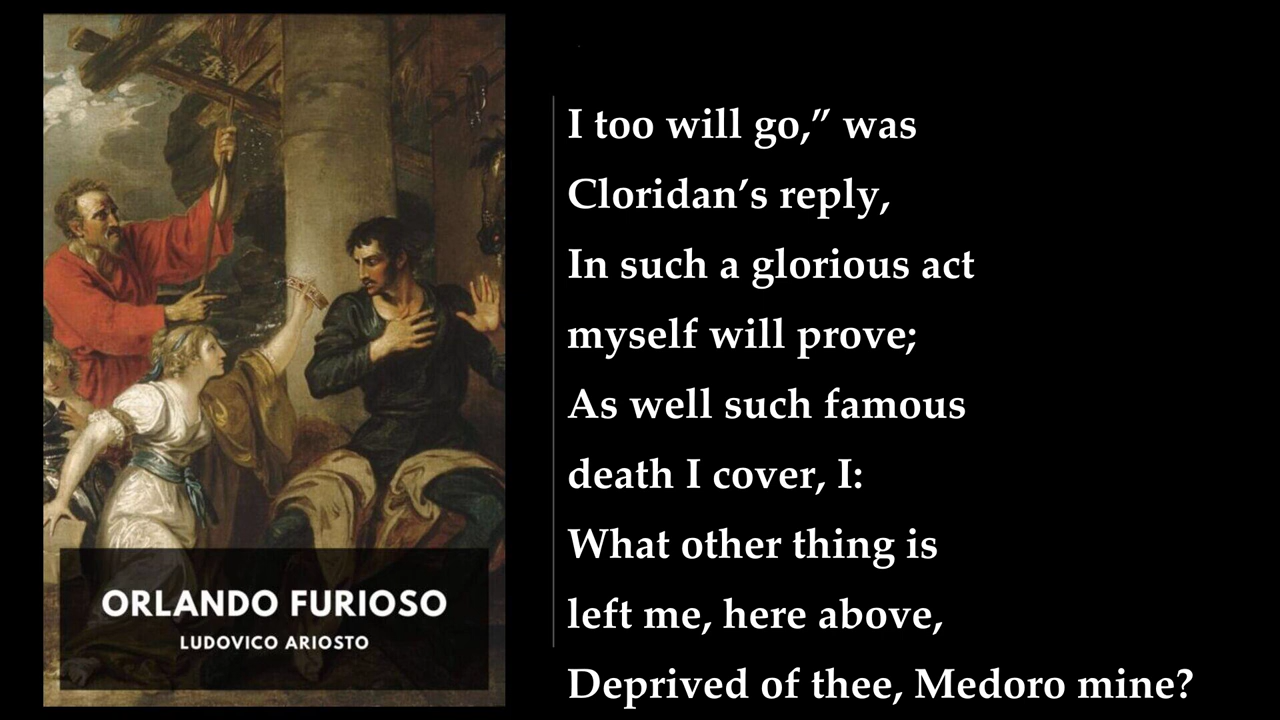 ORLANDO FURIOSO
LUDOVICO ARIOSTO
I too will go,” was
Cloridan’s reply,
In such a glorious act
myself will prove;
As well such famous
death I cover, I:
What other thing is
left me, here above,
Deprived of thee, Medoro mine?